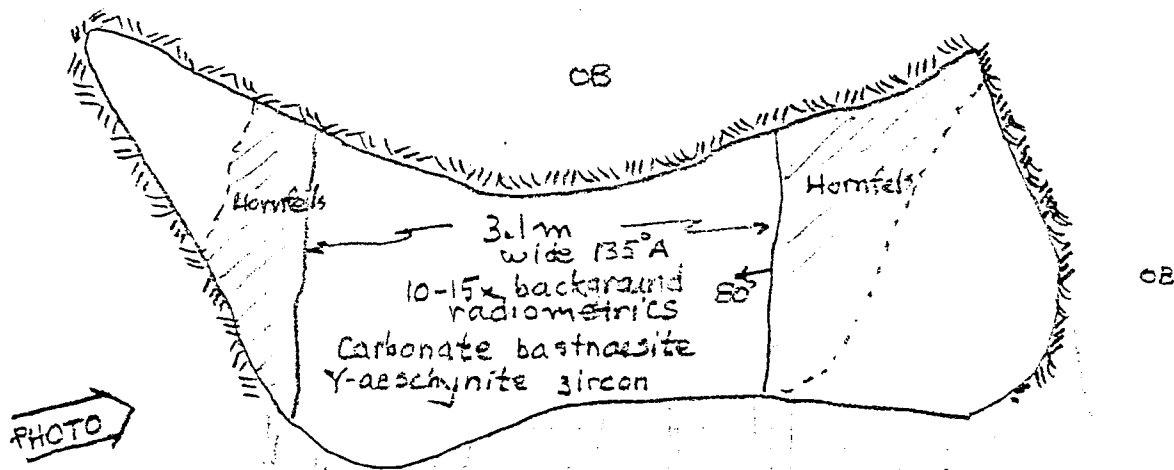 OB
Hornfels
Hornfels
3.1m
wide 135°A
10-15x background
radiometrics
80°
OB
Carbonate bastnaesite
Y-aeschynite zircon
PHOTO